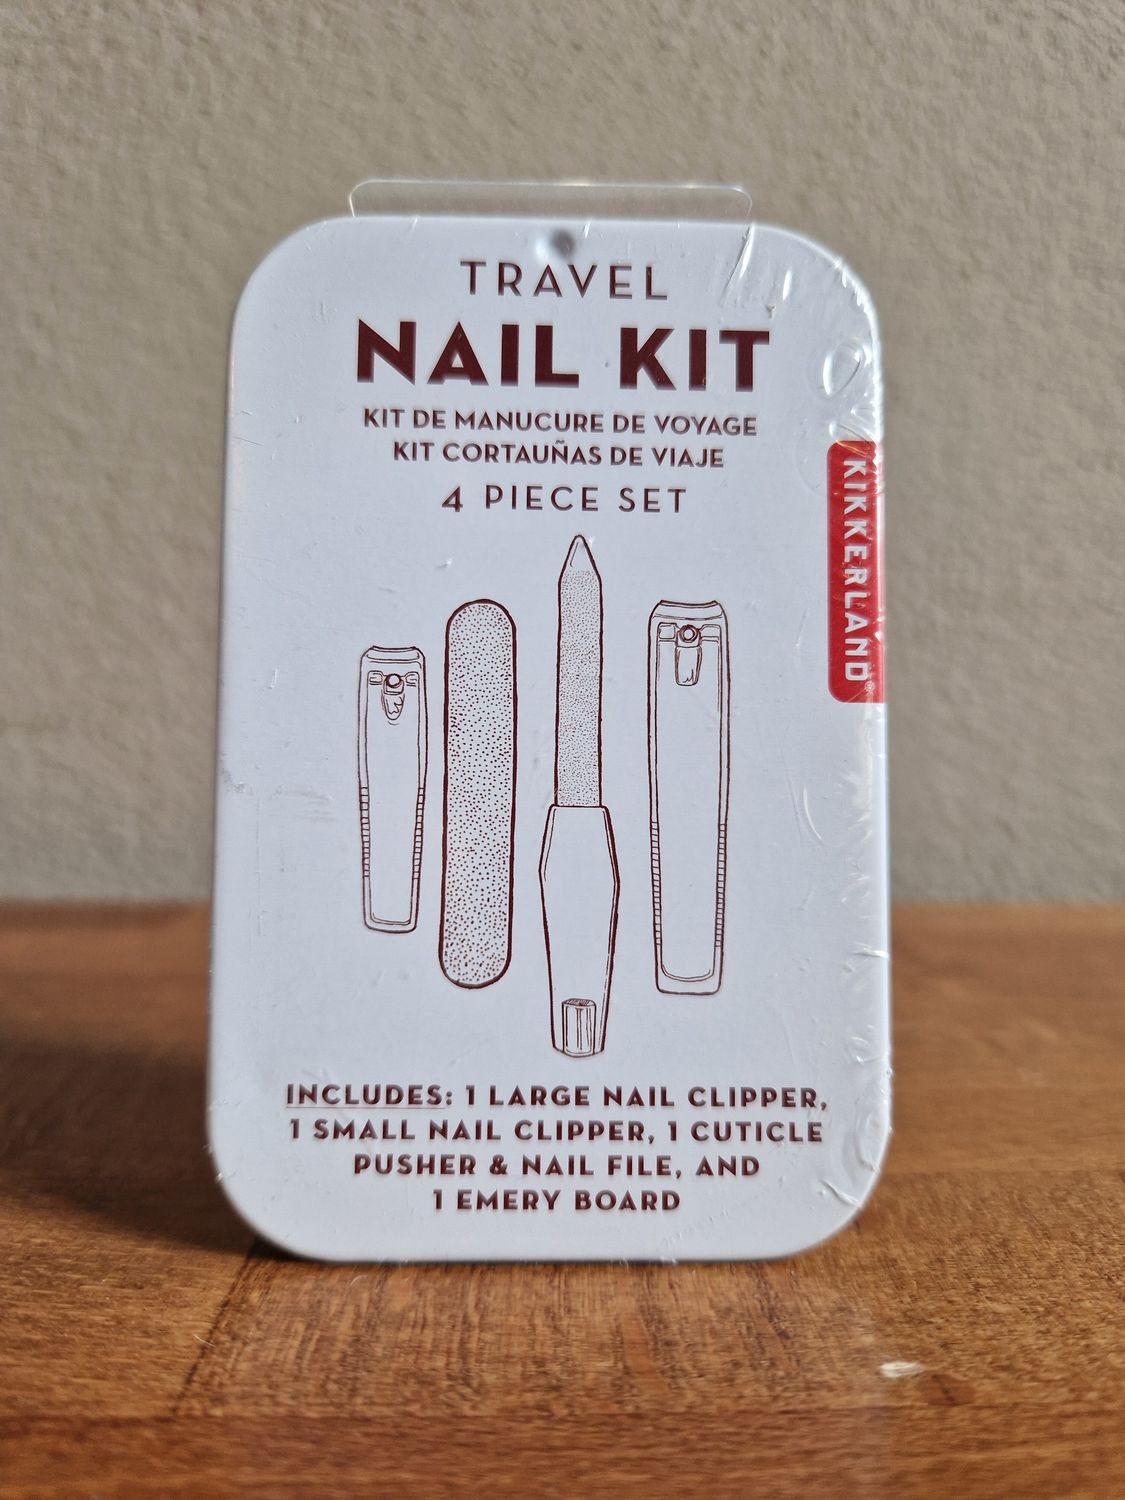 TRAVEL
NAIL KIT
KIT DE MANUCURE DE VOYAGE
KIT CORTAUÑAS DE VIAJE
4 PIECE SET
KIKKERLAND®
INCLUDES: 1 LARGE NAIL CLIPPER,
1 SMALL NAIL CLIPPER, 1 CUTICLE
PUSHER & NAIL FILE, AND
1 EMERY BOARD